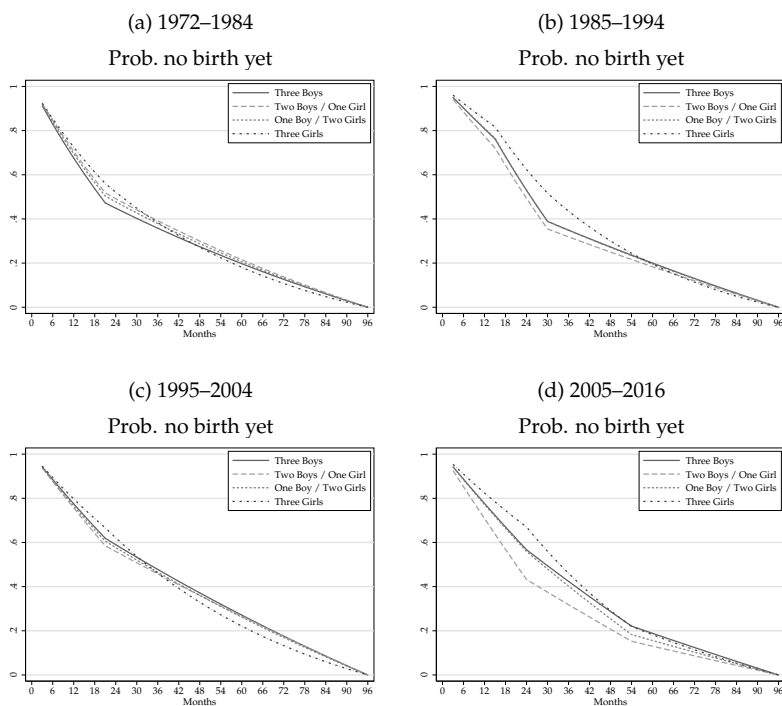 (a) 1972–1984
Prob. no birth yet
1
.8
.6
.4
.2
0
Three Boys
Two Boys / One Girl
One Boy / Two Girls
Three Girls
0 6 12 18 24 30 36 42 48 54 60 66 72 78 84 90 96
Months
(b) 1985–1994
Prob. no birth yet
1
.8
.6
.4
.2
0
Three Boys
Two Boys / One Girl
One Boy / Two Girls
Three Girls
0 6 12 18 24 30 36 42 48 54 60 66 72 78 84 90 96
Months
(c) 1995–2004
Prob. no birth yet
1
.8
.6
.4
.2
0
Three Boys
Two Boys / One Girl
One Boy / Two Girls
Three Girls
0 6 12 18 24 30 36 42 48 54 60 66 72 78 84 90 96
Months
(d) 2005–2016
Prob. no birth yet
1
.8
.6
.4
.2
0
Three Boys
Two Boys / One Girl
One Boy / Two Girls
Three Girls
0 6 12 18 24 30 36 42 48 54 60 66 72 78 84 90 96
Months